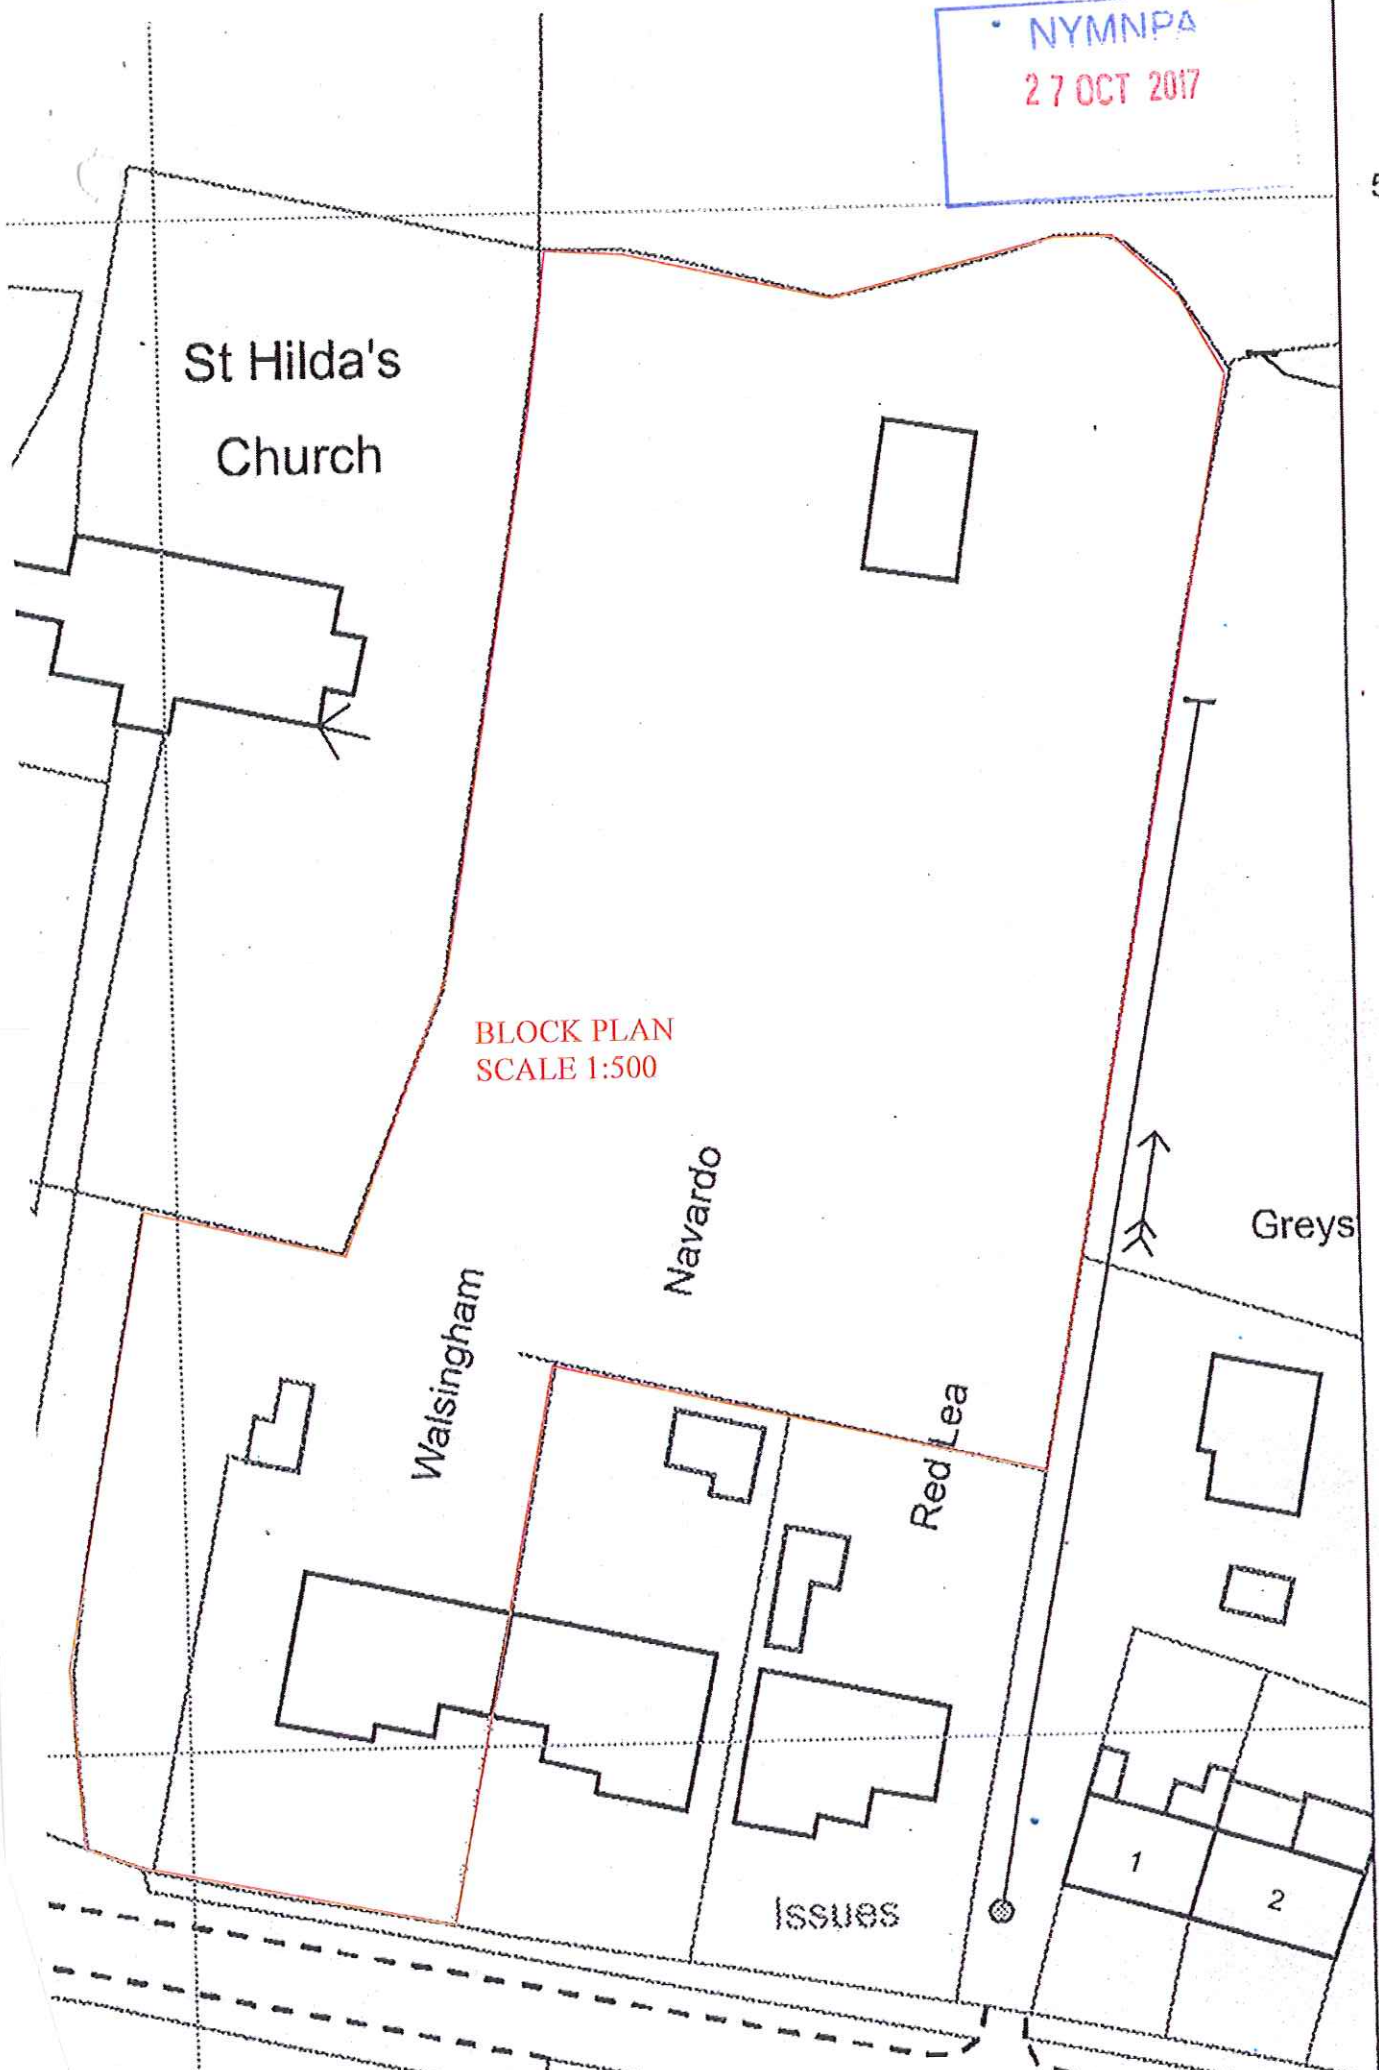 NYMNPA
27 OCT 2017
5
St Hilda's
Church
BLOCK PLAN
SCALE 1:500
Navardo
Walsingham
Greys
Red Lea
1
2
Issues